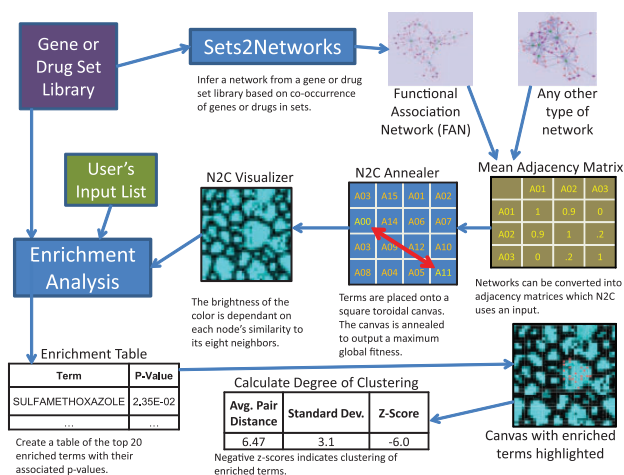 Gene or
Drug Set
Library
Sets2Networks
Infer a network from a gene or drug
set library based on co-occurrence
of genes or drugs in sets.
Functional
Association
Network (FAN)
Any other
type of
network
User's
Input List
Enrichment
Analysis
N2C Visualizer
The brightness of the
color is dependant on
each node's similarity to
its eight neighbors.
N2C Annealer
A03 A15 A01 A02
A00 A14 A06 A07
A03 A09 A12 A10
A08 A04 A05 A11
Terms are placed onto a
square toroidal canvas.
The canvas is annealed
to output a maximum
global fitness.
Mean Adjacency Matrix
A01 A02 A03
A01 1 0.9 0
A02 0.9 1 .2
A03 0 .2 1
Networks can be converted into
adjacency matrices which N2C
uses an input.
Enrichment Table
Term P-Value
SULFAMETHOXAZOLE 2.35E-02
... ...
Create a table of the top 20
enriched terms with their
associated p-values.
Calculate Degree of Clustering
Avg. Pair
Distance Standard Dev. Z-Score
6.47 3.1 -6.0
Negative z-scores indicates clustering
of enriched terms.
Canvas with enriched
terms highlighted